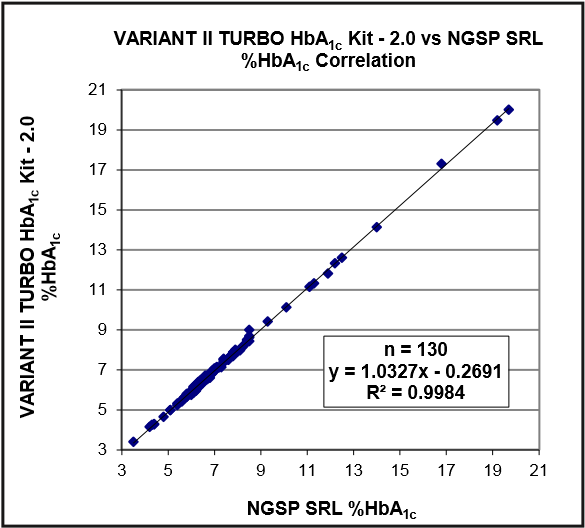 VARIANT II TURBO HbA1c Kit - 2.0 vs NGSP SRL
%HbA1c Correlation
VARIANT II TURBO HbA1c Kit - 2.0
%HbA1c
21
19
17
15
13
11
9
7
5
3
n = 130
y = 1.0327x - 0.2691
R² = 0.9984
3 5 7 9 11 13 15 17 19 21
NGSP SRL %HbA1c